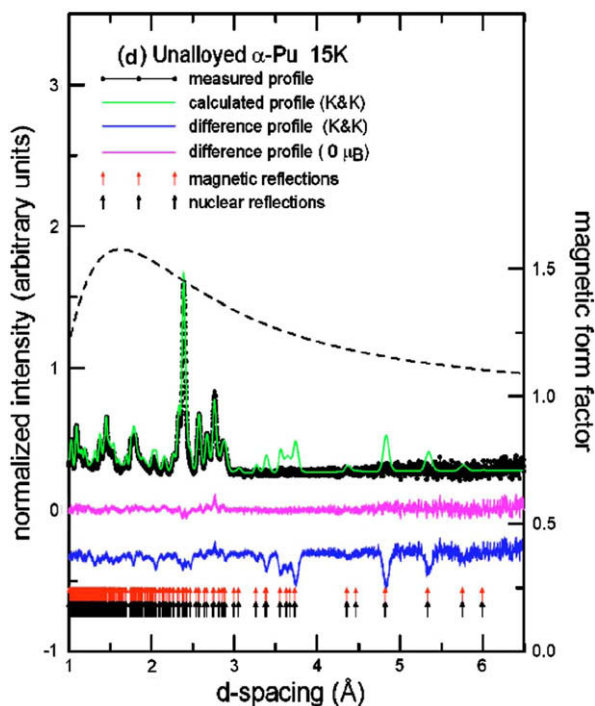 (d) Unalloyed α-Pu 15K
measured profile
calculated profile (K&K)
difference profile (K&K)
difference profile ( 0 μB)
magnetic reflections
nuclear reflections
normalized intensity (arbitrary units)
3
2
1
0
-1
magnetic form factor
1.5
1.0
0.5
0.0
1
2
3
4
5
6
d-spacing (Å)